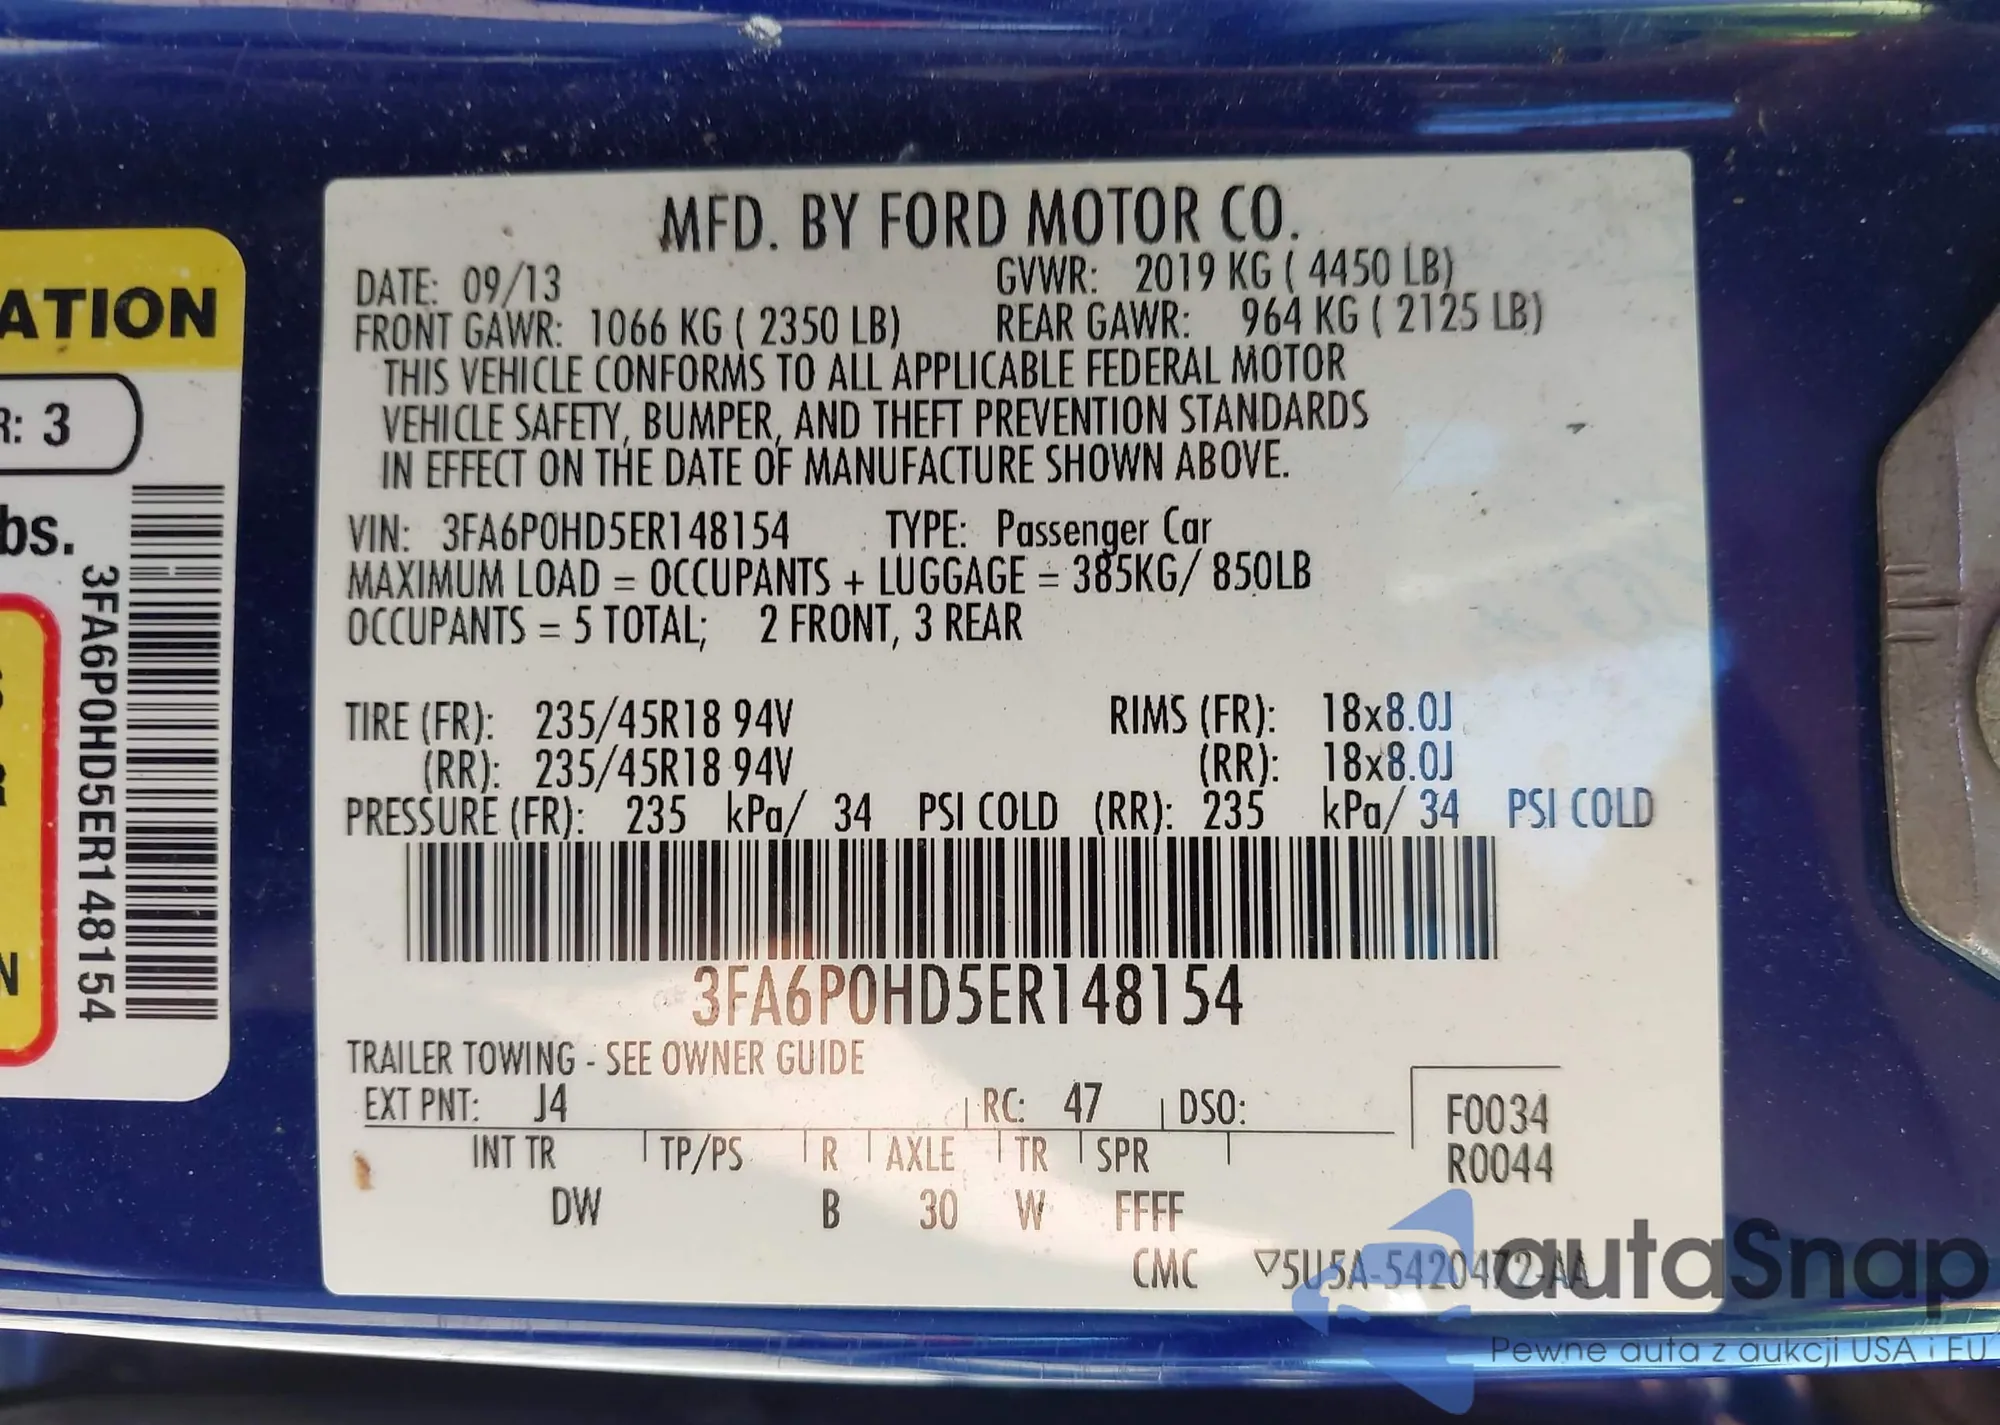 MFD. BY FORD MOTOR CO.
DATE: 09/13 GVWR: 2019 KG ( 4450 LB)
FRONT GAWR: 1066 KG ( 2350 LB) REAR GAWR: 964 KG ( 2125 LB)
THIS VEHICLE CONFORMS TO ALL APPLICABLE FEDERAL MOTOR
VEHICLE SAFETY, BUMPER, AND THEFT PREVENTION STANDARDS
IN EFFECT ON THE DATE OF MANUFACTURE SHOWN ABOVE.
VIN: 3FA6P0HD5ER148154 TYPE: Passenger Car
MAXIMUM LOAD = OCCUPANTS + LUGGAGE = 385KG/ 850LB
OCCUPANTS = 5 TOTAL; 2 FRONT, 3 REAR
TIRE (FR): 235/45R18 94V RIMS (FR): 18x8.0J
(RR): 235/45R18 94V (RR): 18x8.0J
PRESSURE (FR): 235 kPa/ 34 PSI COLD (RR): 235 kPa/ 34 PSI COLD
3FA6P0HD5ER148154
TRAILER TOWING - SEE OWNER GUIDE
EXT PNT: J4 RC: 47 DSO:
F0034
R0044
INT TR TP/PS R AXLE TR SPR
DW B 30 W FFFF
CMC ▽5U5A-5420472-AA
ATION
R: 3
bs.
3FA6P0HD5ER148154
N
autaSnap
Pewne auta z aukcji USA i EU